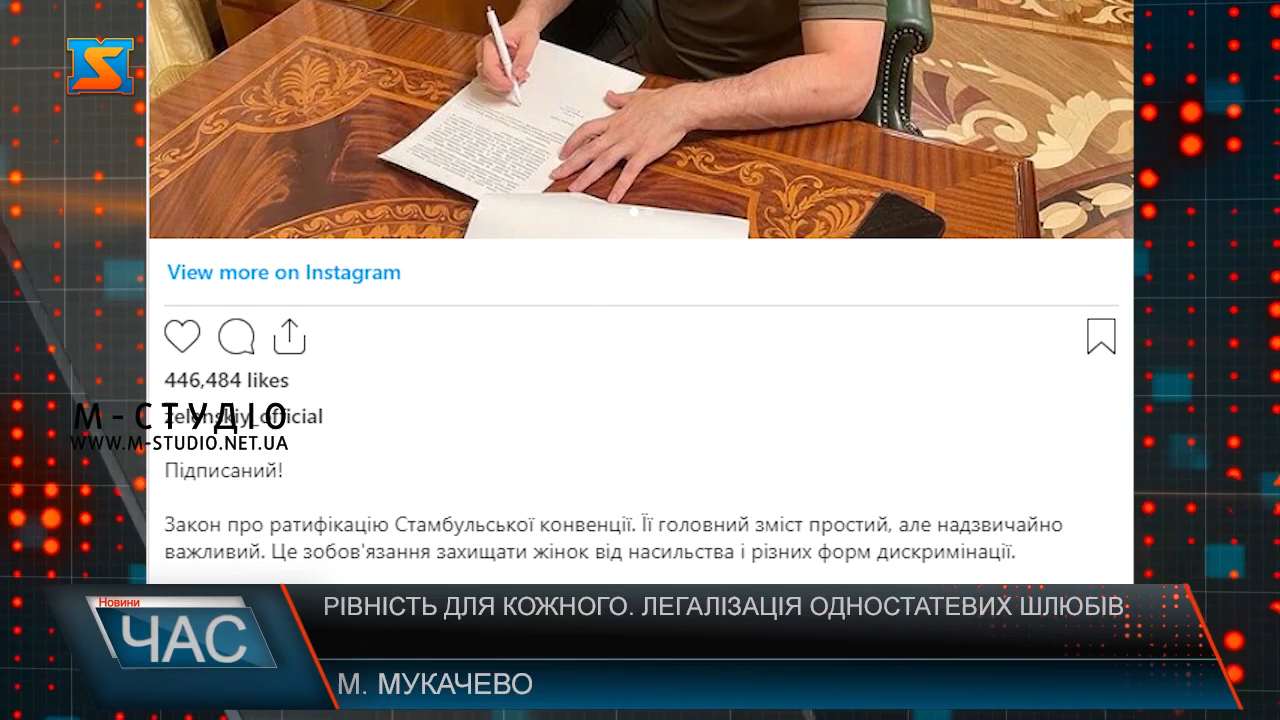 View more on Instagram
446,484 likes
zelenskiy_official
М-СТУДІО
WWW.M-STUDIO.NET.UA
Підписаний!
Закон про ратифікацію Стамбульської конвенції. Її головний зміст простий, але надзвичайно
важливий. Це зобов'язання захищати жінок від насильства і різних форм дискримінації.
Новини
ЧАС
РІВНІСТЬ ДЛЯ КОЖНОГО. ЛЕГАЛІЗАЦІЯ ОДНОСТАТЕВИХ ШЛЮБІВ
М. МУКАЧЕВО